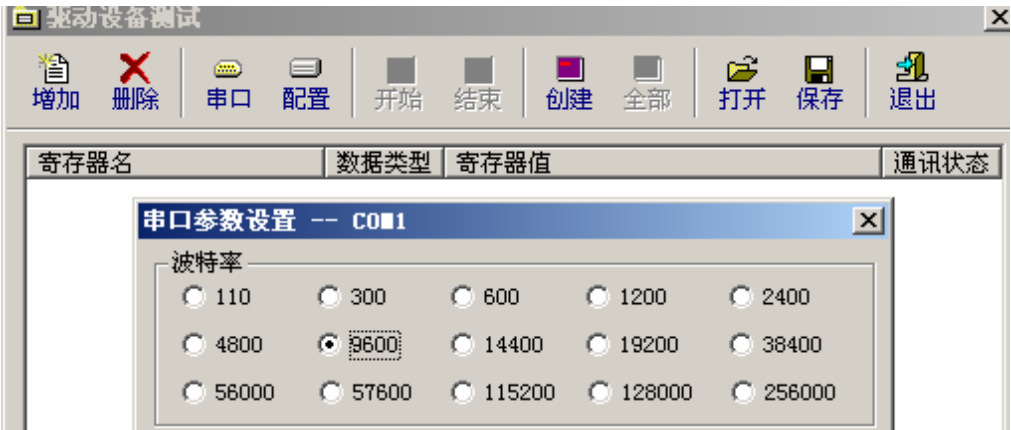 驱动设备测试
增加 删除 串口 配置 开始 结束 创建 全部 打开 保存 退出
寄存器名 数据类型 寄存器值 通讯状态
串口参数设置 -- COM1
波特率
110 300 600 1200 2400
4800 9600 14400 19200 38400
56000 57600 115200 128000 256000